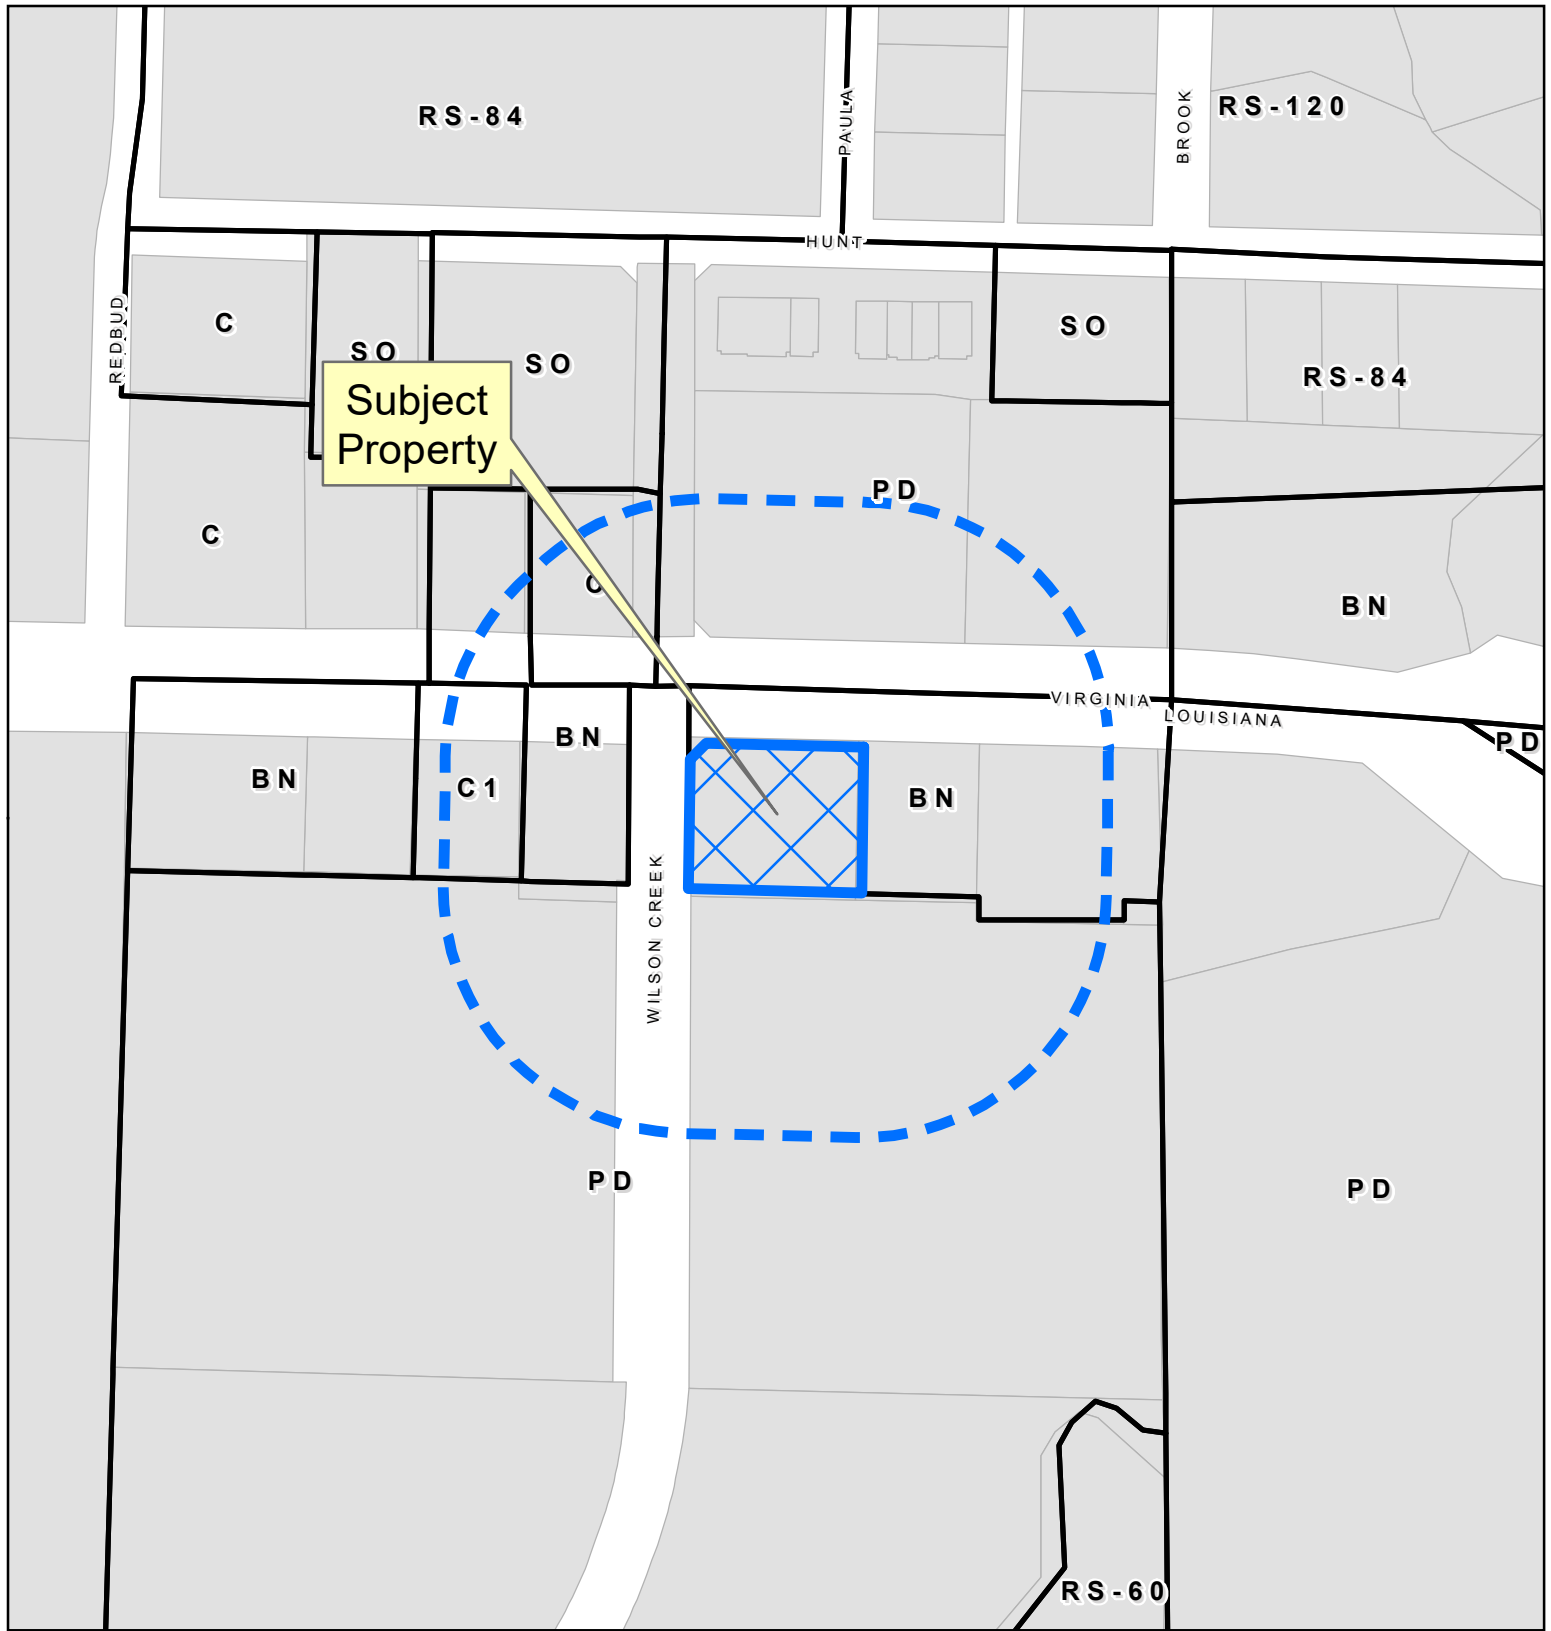 RS-84
PAULA
BROOK
RS-120
HUNT
REDBUD
C
SO
SO
SO
RS-84
Subject
Property
PD
C
C
BN
VIRGINIA
LOUISIANA
PD
BN
BN
C1
BN
WILSON CREEK
PD
PD
RS-60